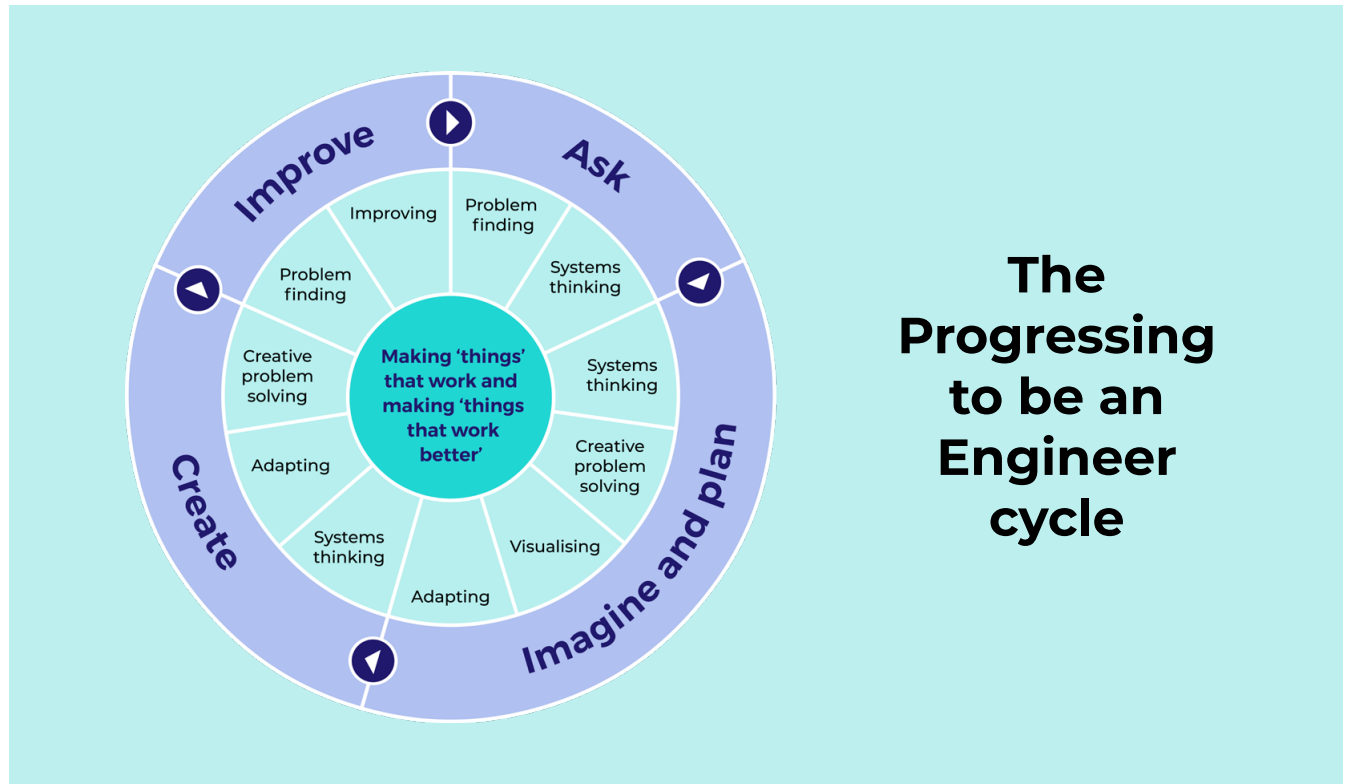 Improve
Ask
Improving
Problem
finding
Problem
finding
Systems
thinking
Creative
problem
solving
Making ‘things’
that work and
making ‘things
that work
better’
Systems
thinking
Adapting
Creative
problem
solving
Systems
thinking
Visualising
Adapting
Create
Imagine and plan
The
Progressing
to be an
Engineer
cycle